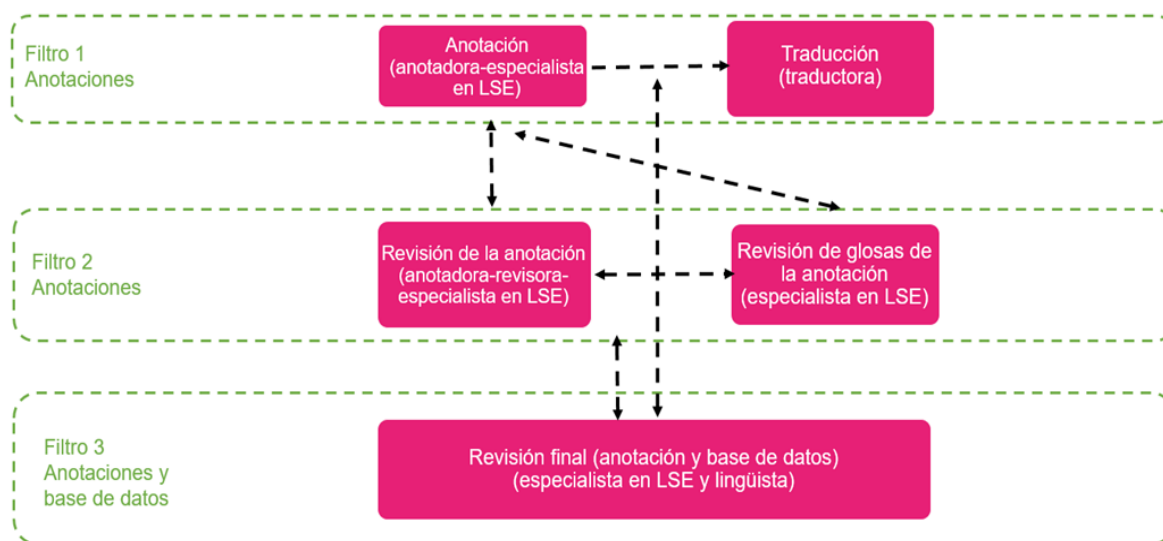 Filtro 1
Anotaciones
Anotación
(anotadora-especialista
en LSE)
Traducción
(traductora)
Filtro 2
Anotaciones
Revisión de la anotación
(anotadora-revisora-
especialista en LSE)
Revisión de glosas de
la anotación
(especialista en LSE)
Filtro 3
Anotaciones y
base de datos
Revisión final (anotación y base de datos)
(especialista en LSE y lingüista)